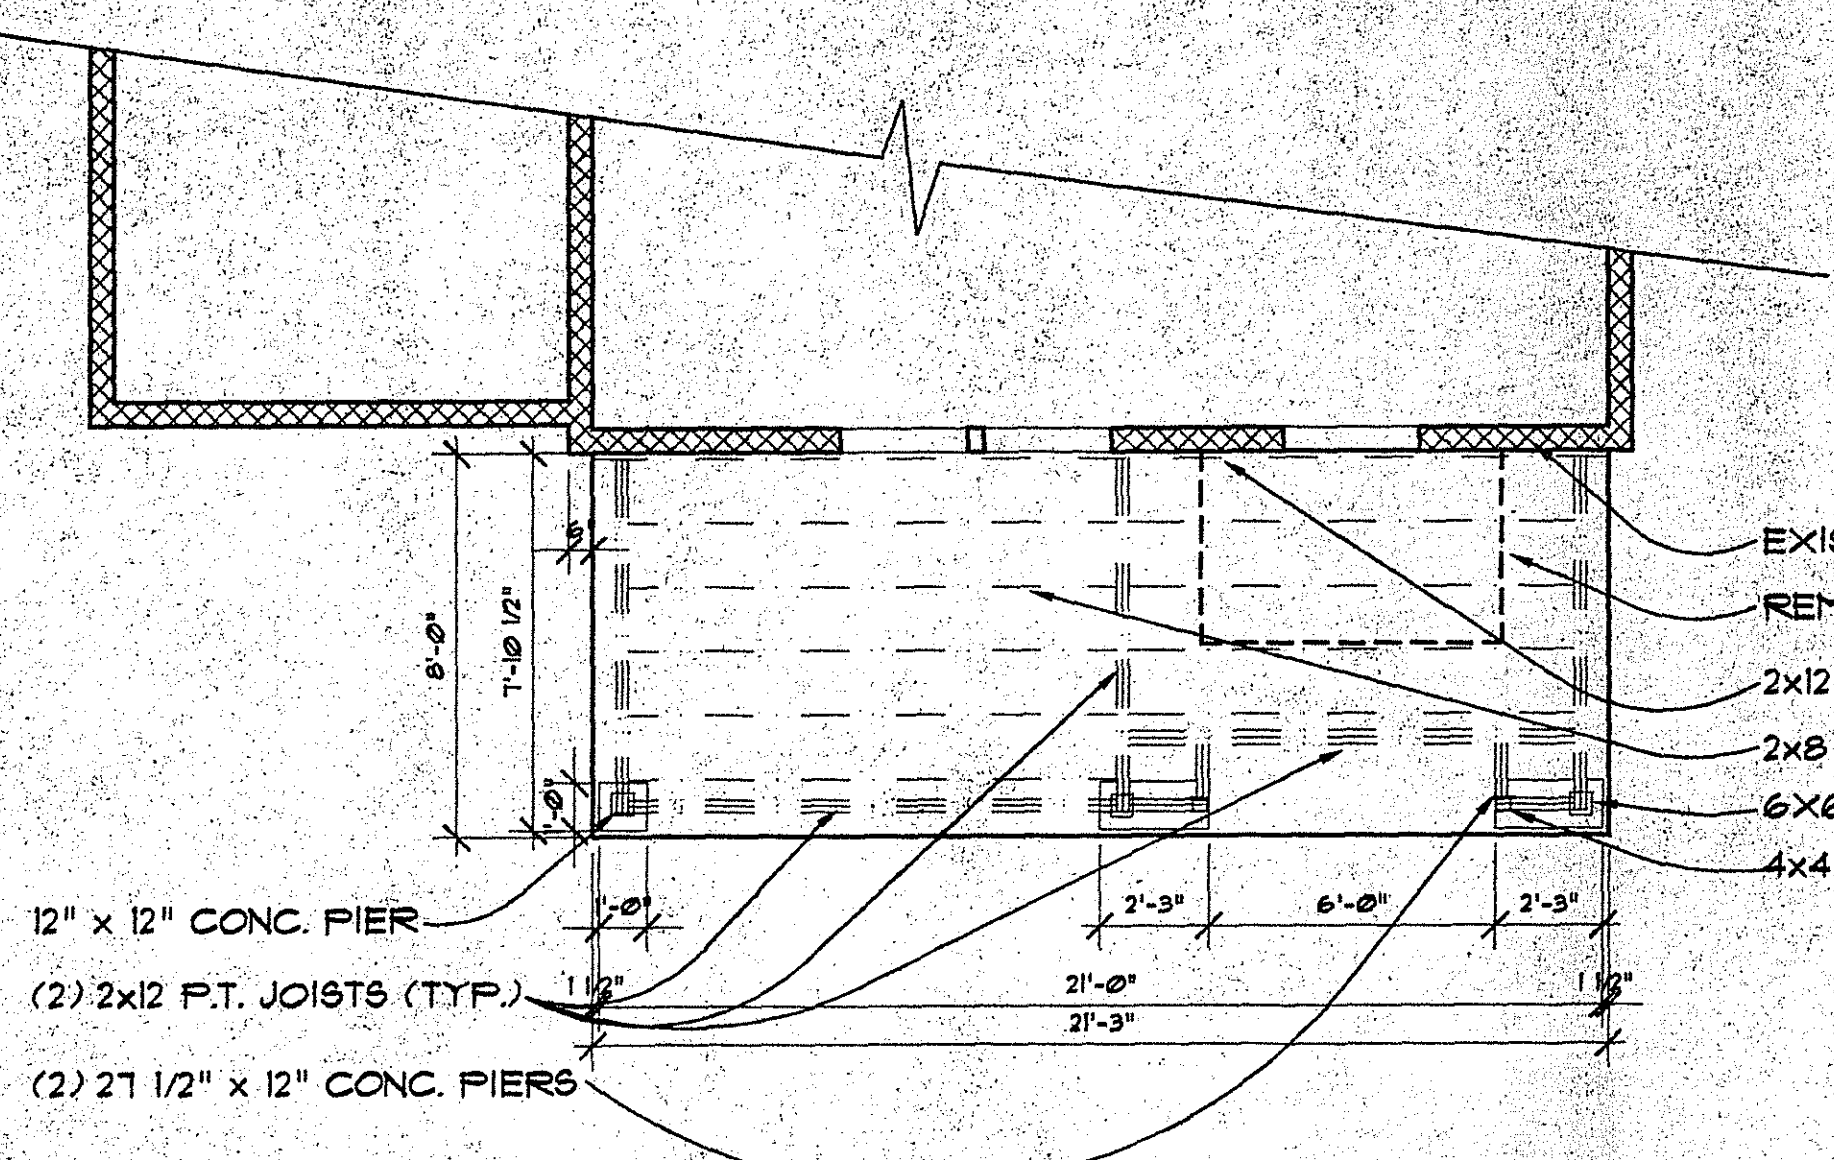 6"
EXIS
8'-0"
7'-10 1/2"
REM
2x12
2x8
1'-0"
6X6
4x4
12" x 12" CONC. PIER
1'-0"
2'-3"
6'-0"
2'-3"
(2) 2x12 P.T. JOISTS (TYP.)
1 1/2"
21'-0"
1 1/2"
21'-3"
(2) 27 1/2" x 12" CONC. PIERS